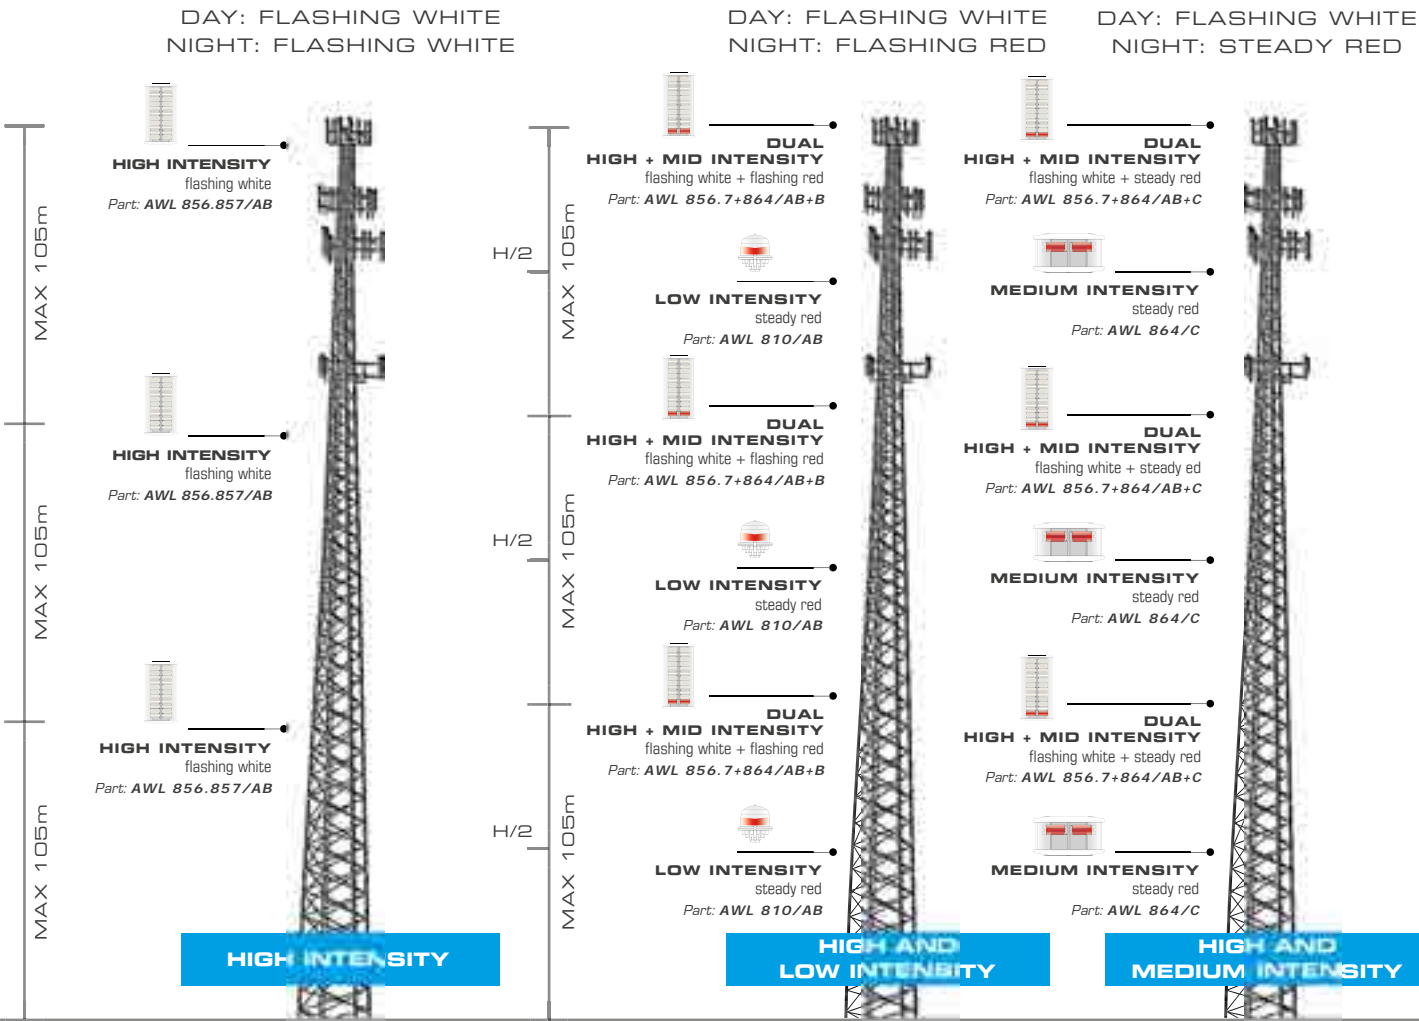 DAY: FLASHING WHITE
NIGHT: FLASHING WHITE
HIGH INTENSITY
flashing white
Part: AWL 856.857/AB
HIGH INTENSITY
flashing white
Part: AWL 856.857/AB
HIGH INTENSITY
flashing white
Part: AWL 856.857/AB
MAX 105m
MAX 105m
MAX 105m
HIGH INTENSITY
DAY: FLASHING WHITE
NIGHT: FLASHING RED
DUAL
HIGH + MID INTENSITY
flashing white + flashing red
Part: AWL 856.7+864/AB+B
H/2
MAX 105m
LOW INTENSITY
steady red
Part: AWL 810/AB
DUAL
HIGH + MID INTENSITY
flashing white + flashing red
Part: AWL 856.7+864/AB+B
H/2
MAX 105m
LOW INTENSITY
steady red
Part: AWL 810/AB
DUAL
HIGH + MID INTENSITY
flashing white + flashing red
Part: AWL 856.7+864/AB+B
H/2
MAX 105m
LOW INTENSITY
steady red
Part: AWL 810/AB
HIGH AND
LOW INTENSITY
DAY: FLASHING WHITE
NIGHT: STEADY RED
DUAL
HIGH + MID INTENSITY
flashing white + steady red
Part: AWL 856.7+864/AB+C
MEDIUM INTENSITY
steady red
Part: AWL 864/C
DUAL
HIGH + MID INTENSITY
flashing white + steady ed
Part: AWL 856.7+864/AB+C
MEDIUM INTENSITY
steady red
Part: AWL 864/C
DUAL
HIGH + MID INTENSITY
flashing white + steady red
Part: AWL 856.7+864/AB+C
MEDIUM INTENSITY
steady red
Part: AWL 864/C
HIGH AND
MEDIUM INTENSITY